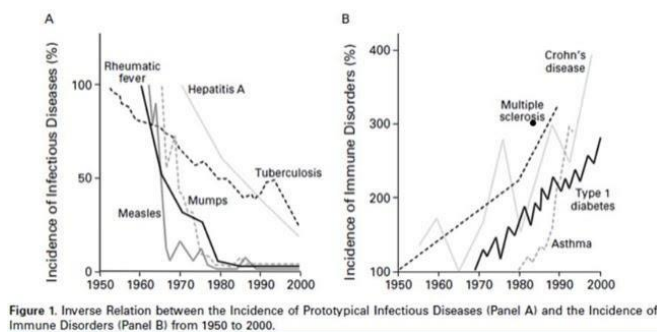 A
Incidence of Infectious Diseases (%)
100
50
0
Rheumatic
fever
Hepatitis A
Tuberculosis
Mumps
Measles
1950 1960 1970 1980 1990 2000
B
Incidence of Immune Disorders (%)
400
300
200
100
Crohn's
disease
Multiple
sclerosis
Type 1
diabetes
Asthma
1950 1960 1970 1980 1990 2000
Figure 1. Inverse Relation between the Incidence of Prototypical Infectious Diseases (Panel A) and the Incidence of
Immune Disorders (Panel B) from 1950 to 2000.